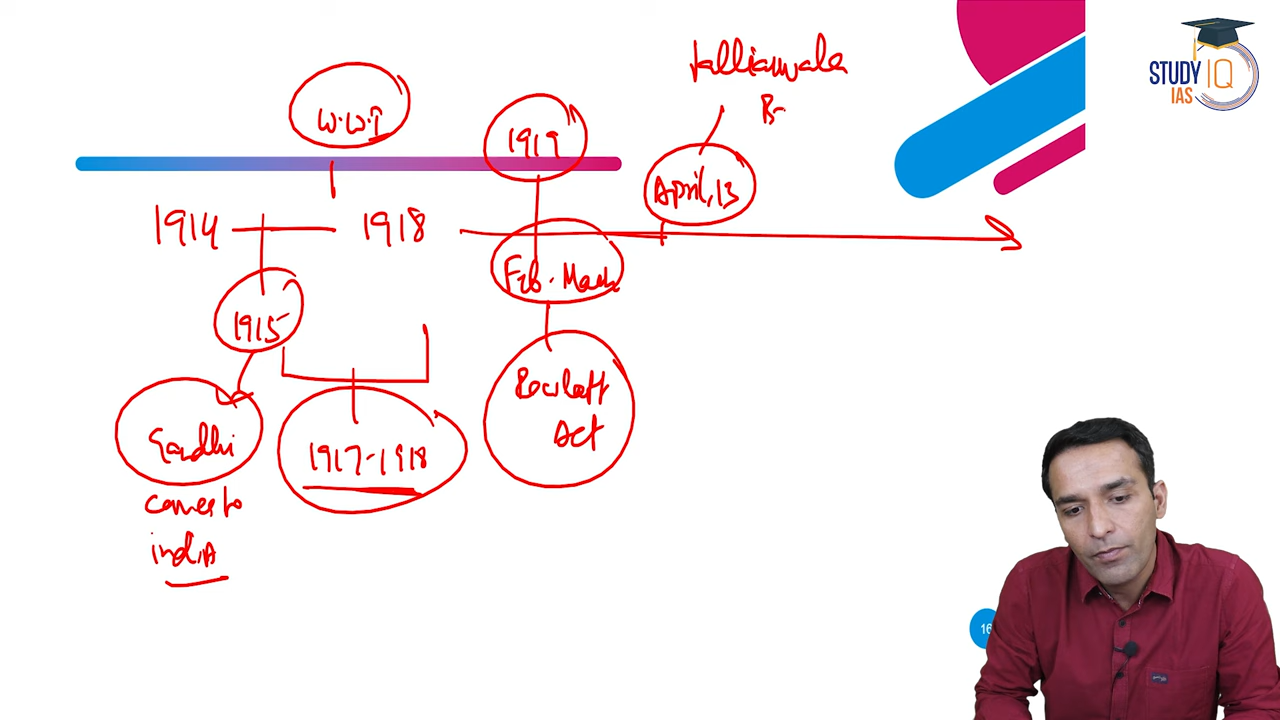 Jallianwala
B-
W.W.I
1919
STUDY IQ
IAS
April, 13
1914
1918
Feb. March
1915
Rowlatt
Act
Gandhi
comes to
india
1917-1918
16